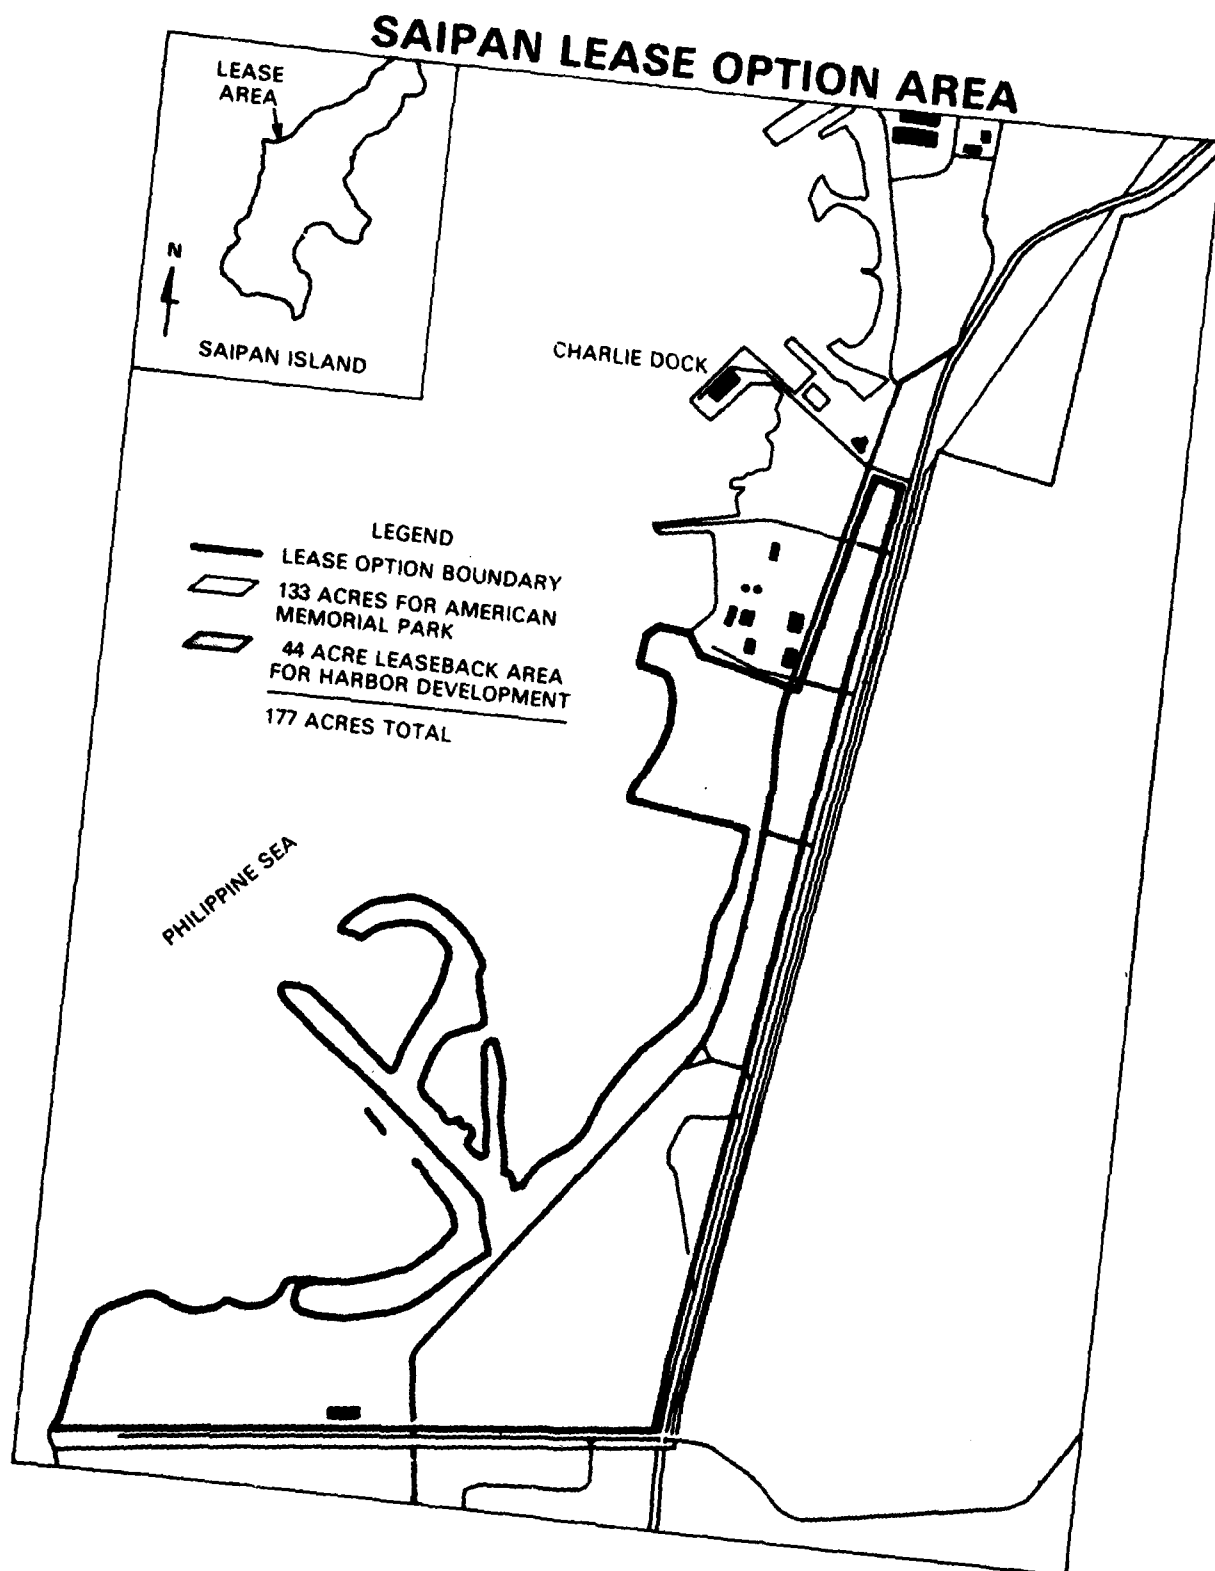 SAIPAN LEASE OPTION AREA
LEASE
AREA
N
SAIPAN ISLAND
CHARLIE DOCK
LEGEND
LEASE OPTION BOUNDARY
133 ACRES FOR AMERICAN
MEMORIAL PARK
44 ACRE LEASEBACK AREA
FOR HARBOR DEVELOPMENT
177 ACRES TOTAL
PHILIPPINE SEA